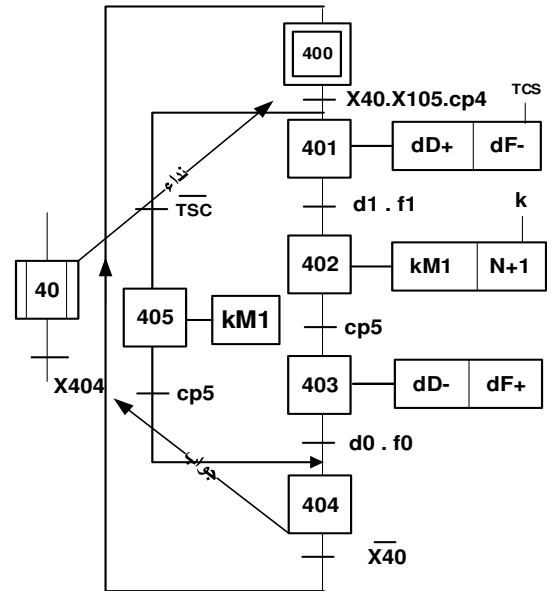 400
X40.X105.cp4
TCS
401
dD+ dF-
نداء
TSC
d1 . f1
k
402
kM1 N+1
40
405
kM1
cp5
X404
cp5
403
dD- dF+
d0 . f0
جواب
404
X40